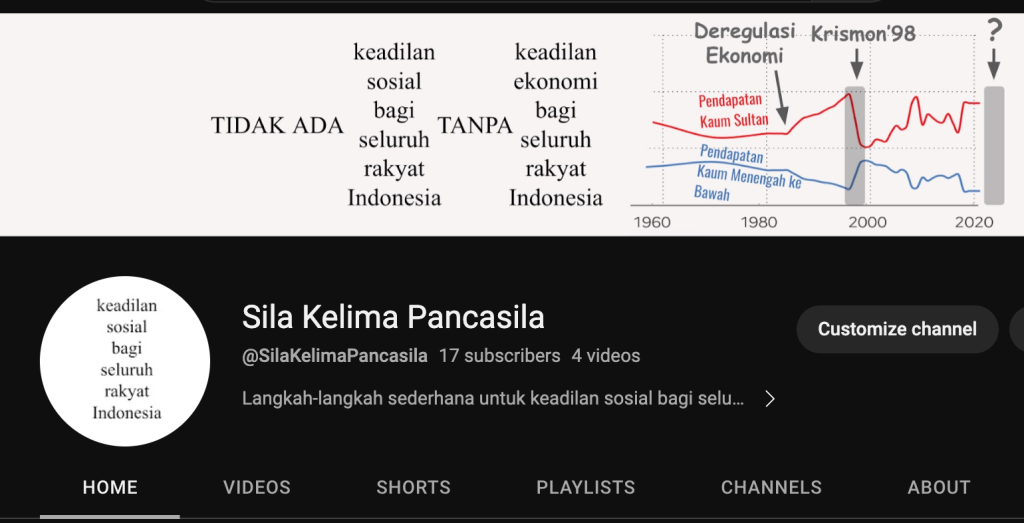 TIDAK ADA
keadilan
sosial
bagi
seluruh
rakyat
Indonesia
TANPA
keadilan
ekonomi
bagi
seluruh
rakyat
Indonesia
Deregulasi
Ekonomi
Krismon'98
?
Pendapatan
Kaum Sultan
Pendapatan
Kaum Menengah ke
Bawah
1960 1980 2000 2020
keadilan
sosial
bagi
seluruh
rakyat
Indonesia
Sila Kelima Pancasila
@SilaKelimaPancasila 17 subscribers 4 videos
Langkah-langkah sederhana untuk keadilan sosial bagi selu...
Customize channel
HOME VIDEOS SHORTS PLAYLISTS CHANNELS ABOUT